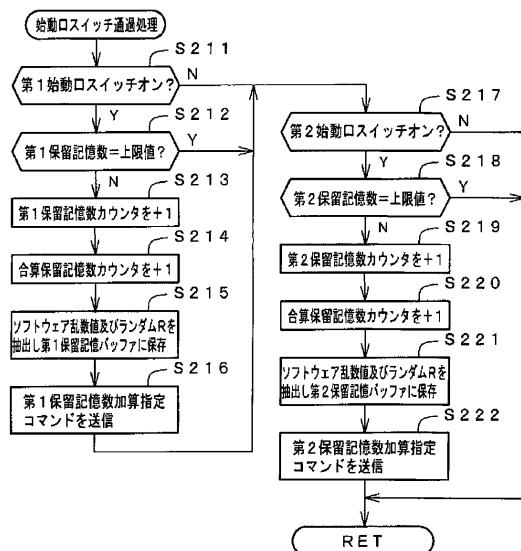 始動口スイッチ通過処理
S211
第1始動口スイッチオン?
N
Y
S212
第1保留記憶数=上限値?
Y
N
S213
第1保留記憶数カウンタを+1
S214
合算保留記憶数カウンタを+1
S215
ソフトウェア乱数値及びランダムRを
抽出し第1保留記憶バッファに保存
S216
第1保留記憶数加算指定
コマンドを送信
S217
第2始動口スイッチオン?
N
Y
S218
第2保留記憶数=上限値?
Y
N
S219
第2保留記憶数カウンタを+1
S220
合算保留記憶数カウンタを+1
S221
ソフトウェア乱数値及びランダムRを
抽出し第2保留記憶バッファに保存
S222
第2保留記憶数加算指定
コマンドを送信
RET